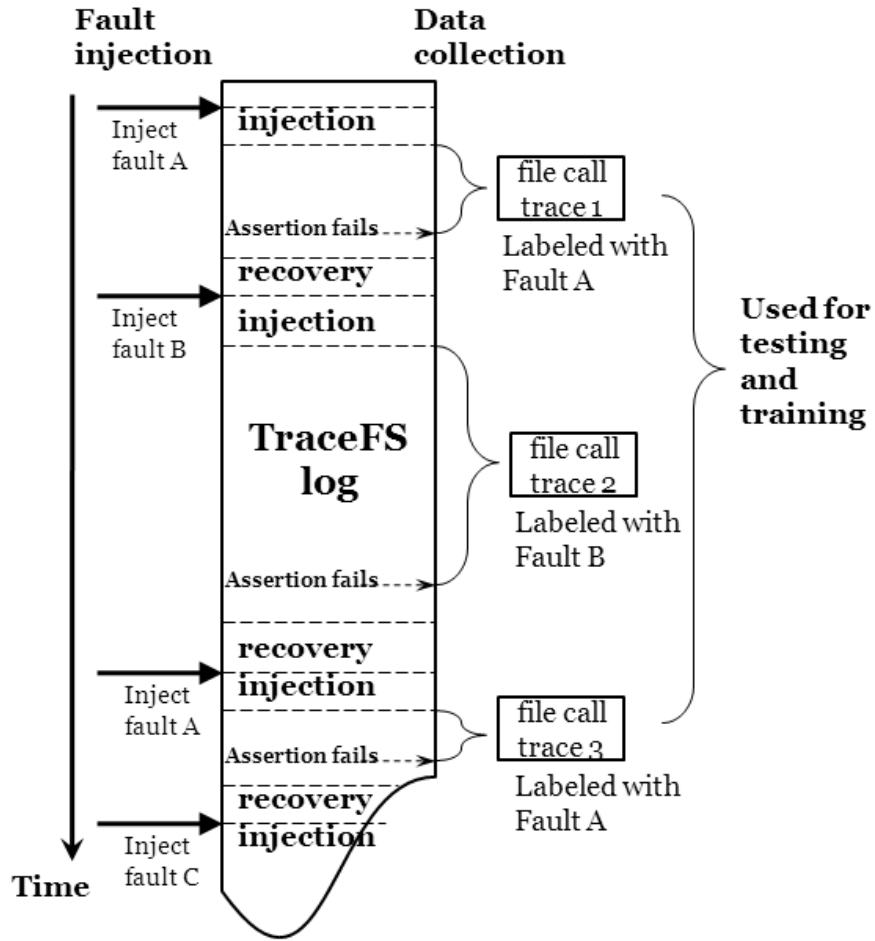 Fault
injection
Data
collection
Inject
fault A
injection
file call
trace 1
Assertion fails
Labeled with
Fault A
recovery
Inject
fault B
injection
Used for
testing
and
training
TraceFS
log
file call
trace 2
Labeled with
Fault B
Assertion fails
recovery
Inject
fault A
injection
file call
trace 3
Assertion fails
Labeled with
Fault A
recovery
Inject
fault C
injection
Time